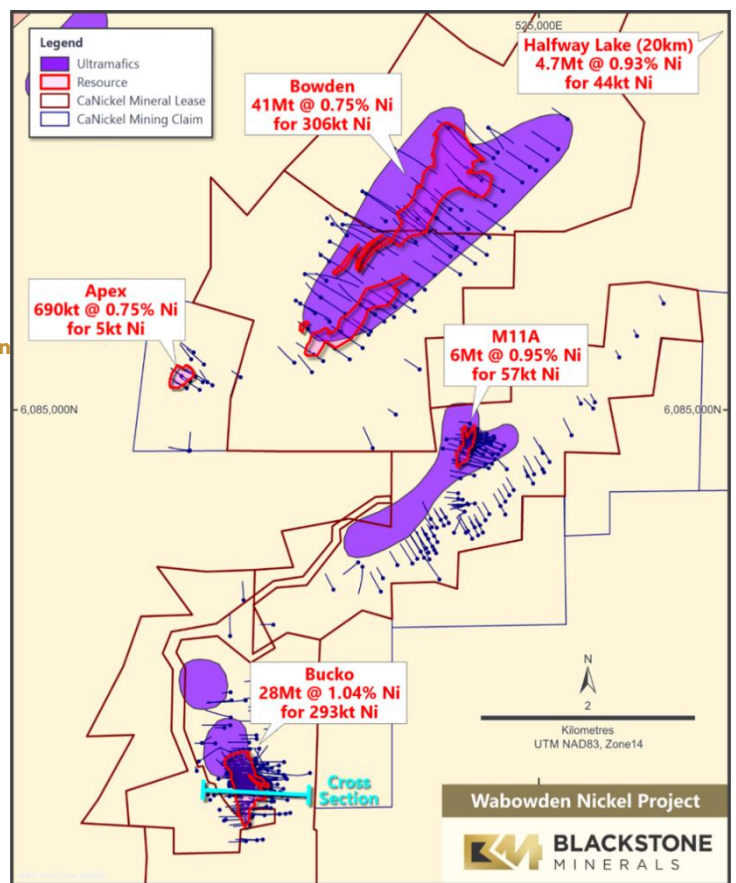 Legend
Ultramafics
Resource
CaNickel Mineral Lease
CaNickel Mining Claim
525,000E
Halfway Lake (20km)
4.7Mt @ 0.93% Ni
for 44kt Ni
Bowden
41Mt @ 0.75% Ni
for 306kt Ni
Apex
690kt @ 0.75% Ni
for 5kt Ni
n
M11A
6Mt @ 0.95% Ni
for 57kt Ni
6,085,000N
6,085,000N
Bucko
28Mt @ 1.04% Ni
for 293kt Ni
Cross
Section
N
2
Kilometres
UTM NAD83, Zone14
Wabowden Nickel Project
BLACKSTONE
MINERALS